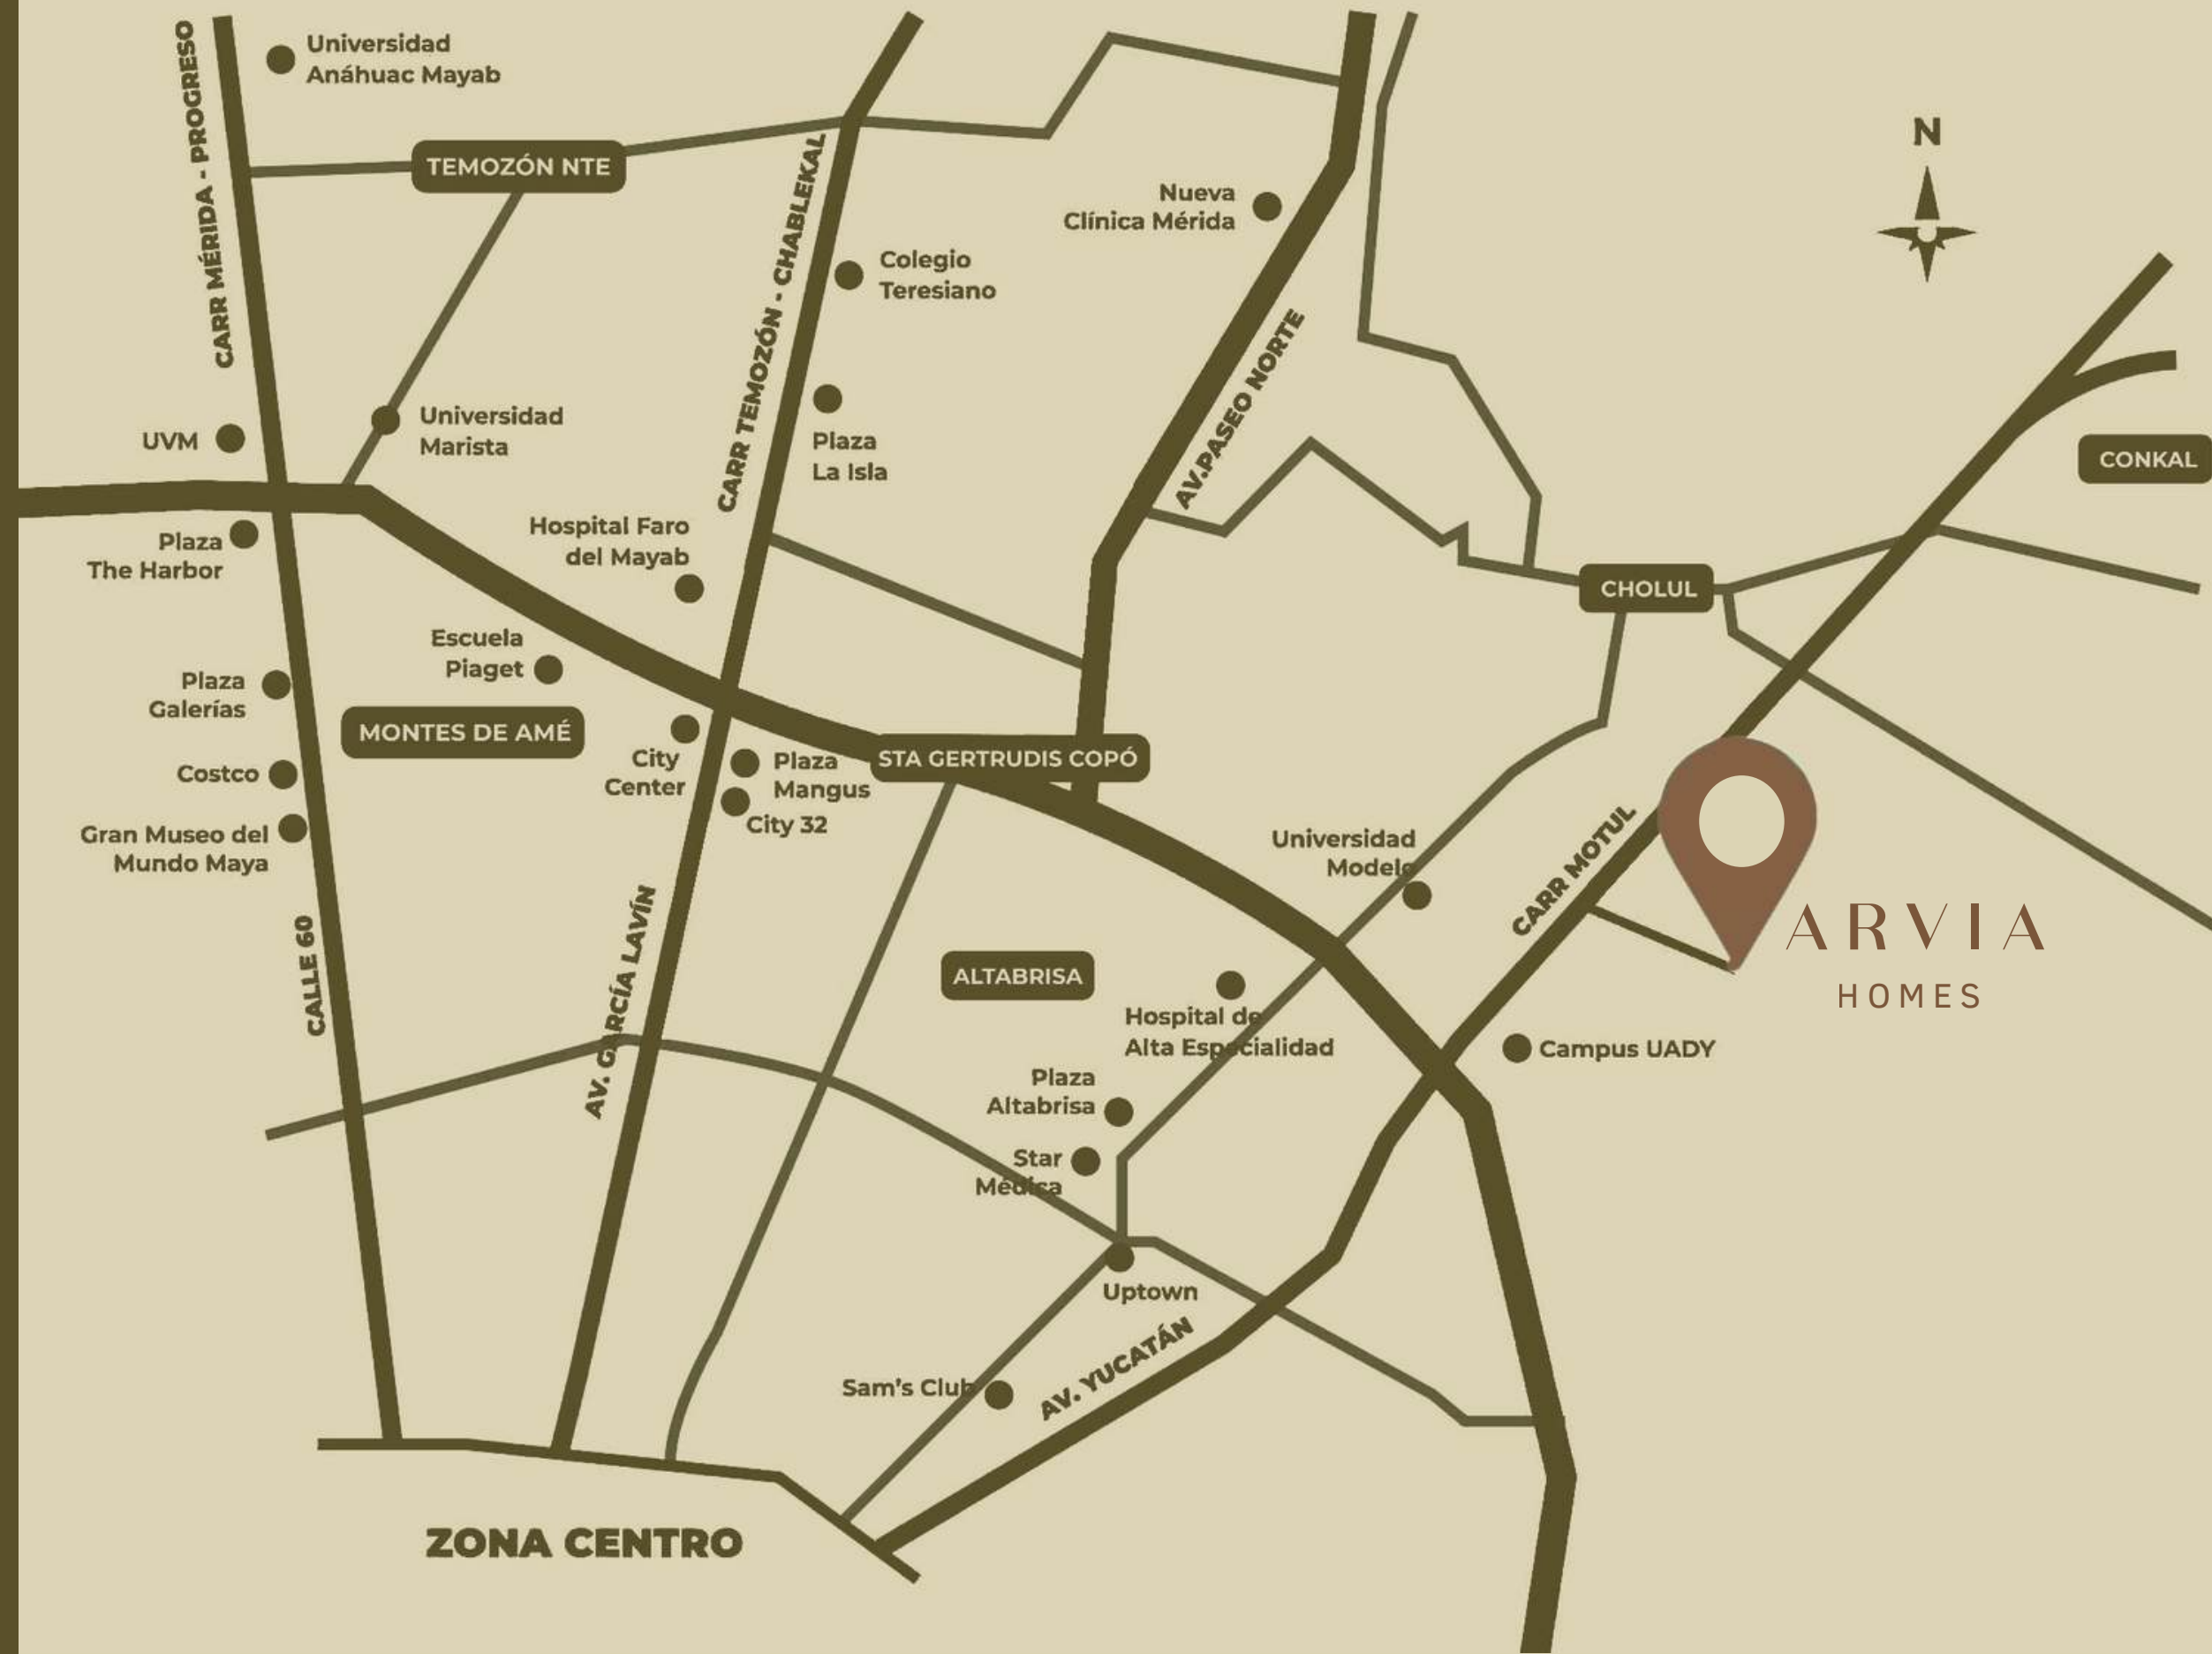 Universidad
Anáhuac Mayab
CARR MÉRIDA - PROGRESO
TEMOZÓN NTE
N
Nueva
Clínica Mérida
Colegio
Teresiano
CARR TEMOZÓN - CHABLEKAL
AV.PASEO NORTE
UVM
Universidad
Marista
Plaza
La Isla
CONKAL
Plaza
The Harbor
Hospital Faro
del Mayab
CHOLUL
Escuela
Piaget
Plaza
Galerías
MONTES DE AMÉ
City
Center
Plaza
Mangus
City 32
STA GERTRUDIS COPÓ
Costco
Gran Museo del
Mundo Maya
Universidad
Modelo
CARR MOTUL
ARVIA
HOMES
CALLE 60
AV. GARCÍA LAVÍN
ALTABRISA
Hospital de
Alta Especialidad
Campus UADY
Plaza
Altabrisa
Star
Médica
Uptown
Sam's Club
AV. YUCATÁN
ZONA CENTRO